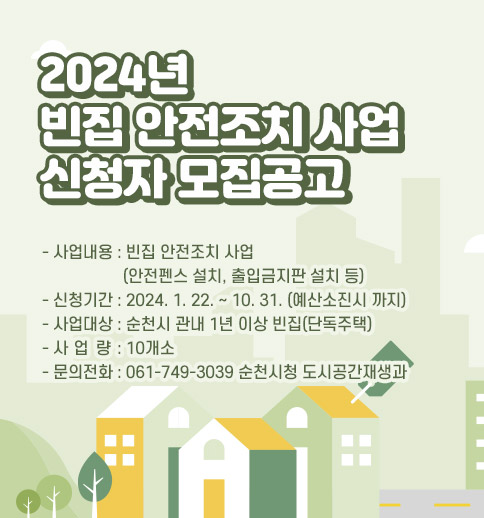 2024년
빈집 안전조치 사업
신청자 모집공고
- 사업내용 : 빈집 안전조치 사업
(안전펜스 설치, 출입금지판 설치 등)
- 신청기간 : 2024. 1. 22. ~ 10. 31. (예산소진시 까지)
- 사업대상 : 순천시 관내 1년 이상 빈집(단독주택)
- 사 업 량 : 10개소
- 문의전화 : 061-749-3039 순천시청 도시공간재생과